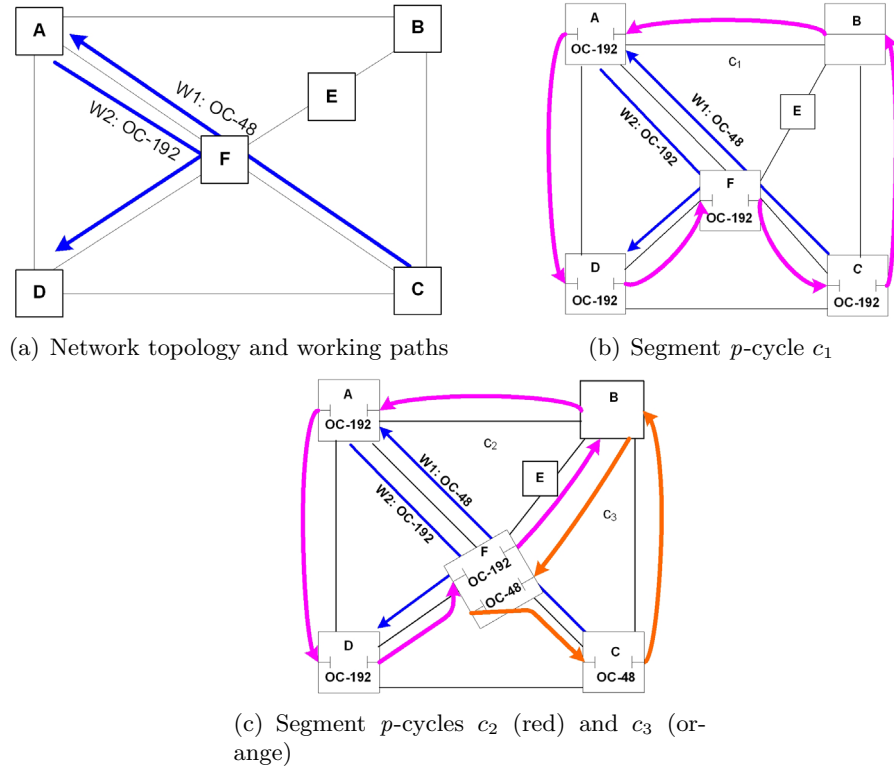 A
B
E
W1: OC-48
W2: OC-192
F
D
C
(a) Network topology and working paths
A
OC-192
B
c1
E
W1: OC-48
W2: OC-192
F
OC-192
D
OC-192
C
OC-192
(b) Segment p-cycle c1
A
OC-192
B
c2
W1: OC-48
W2: OC-192
E
c3
F
OC-192
OC-48
D
OC-192
C
OC-48
(c) Segment p-cycles c2 (red) and c3 (or-
ange)